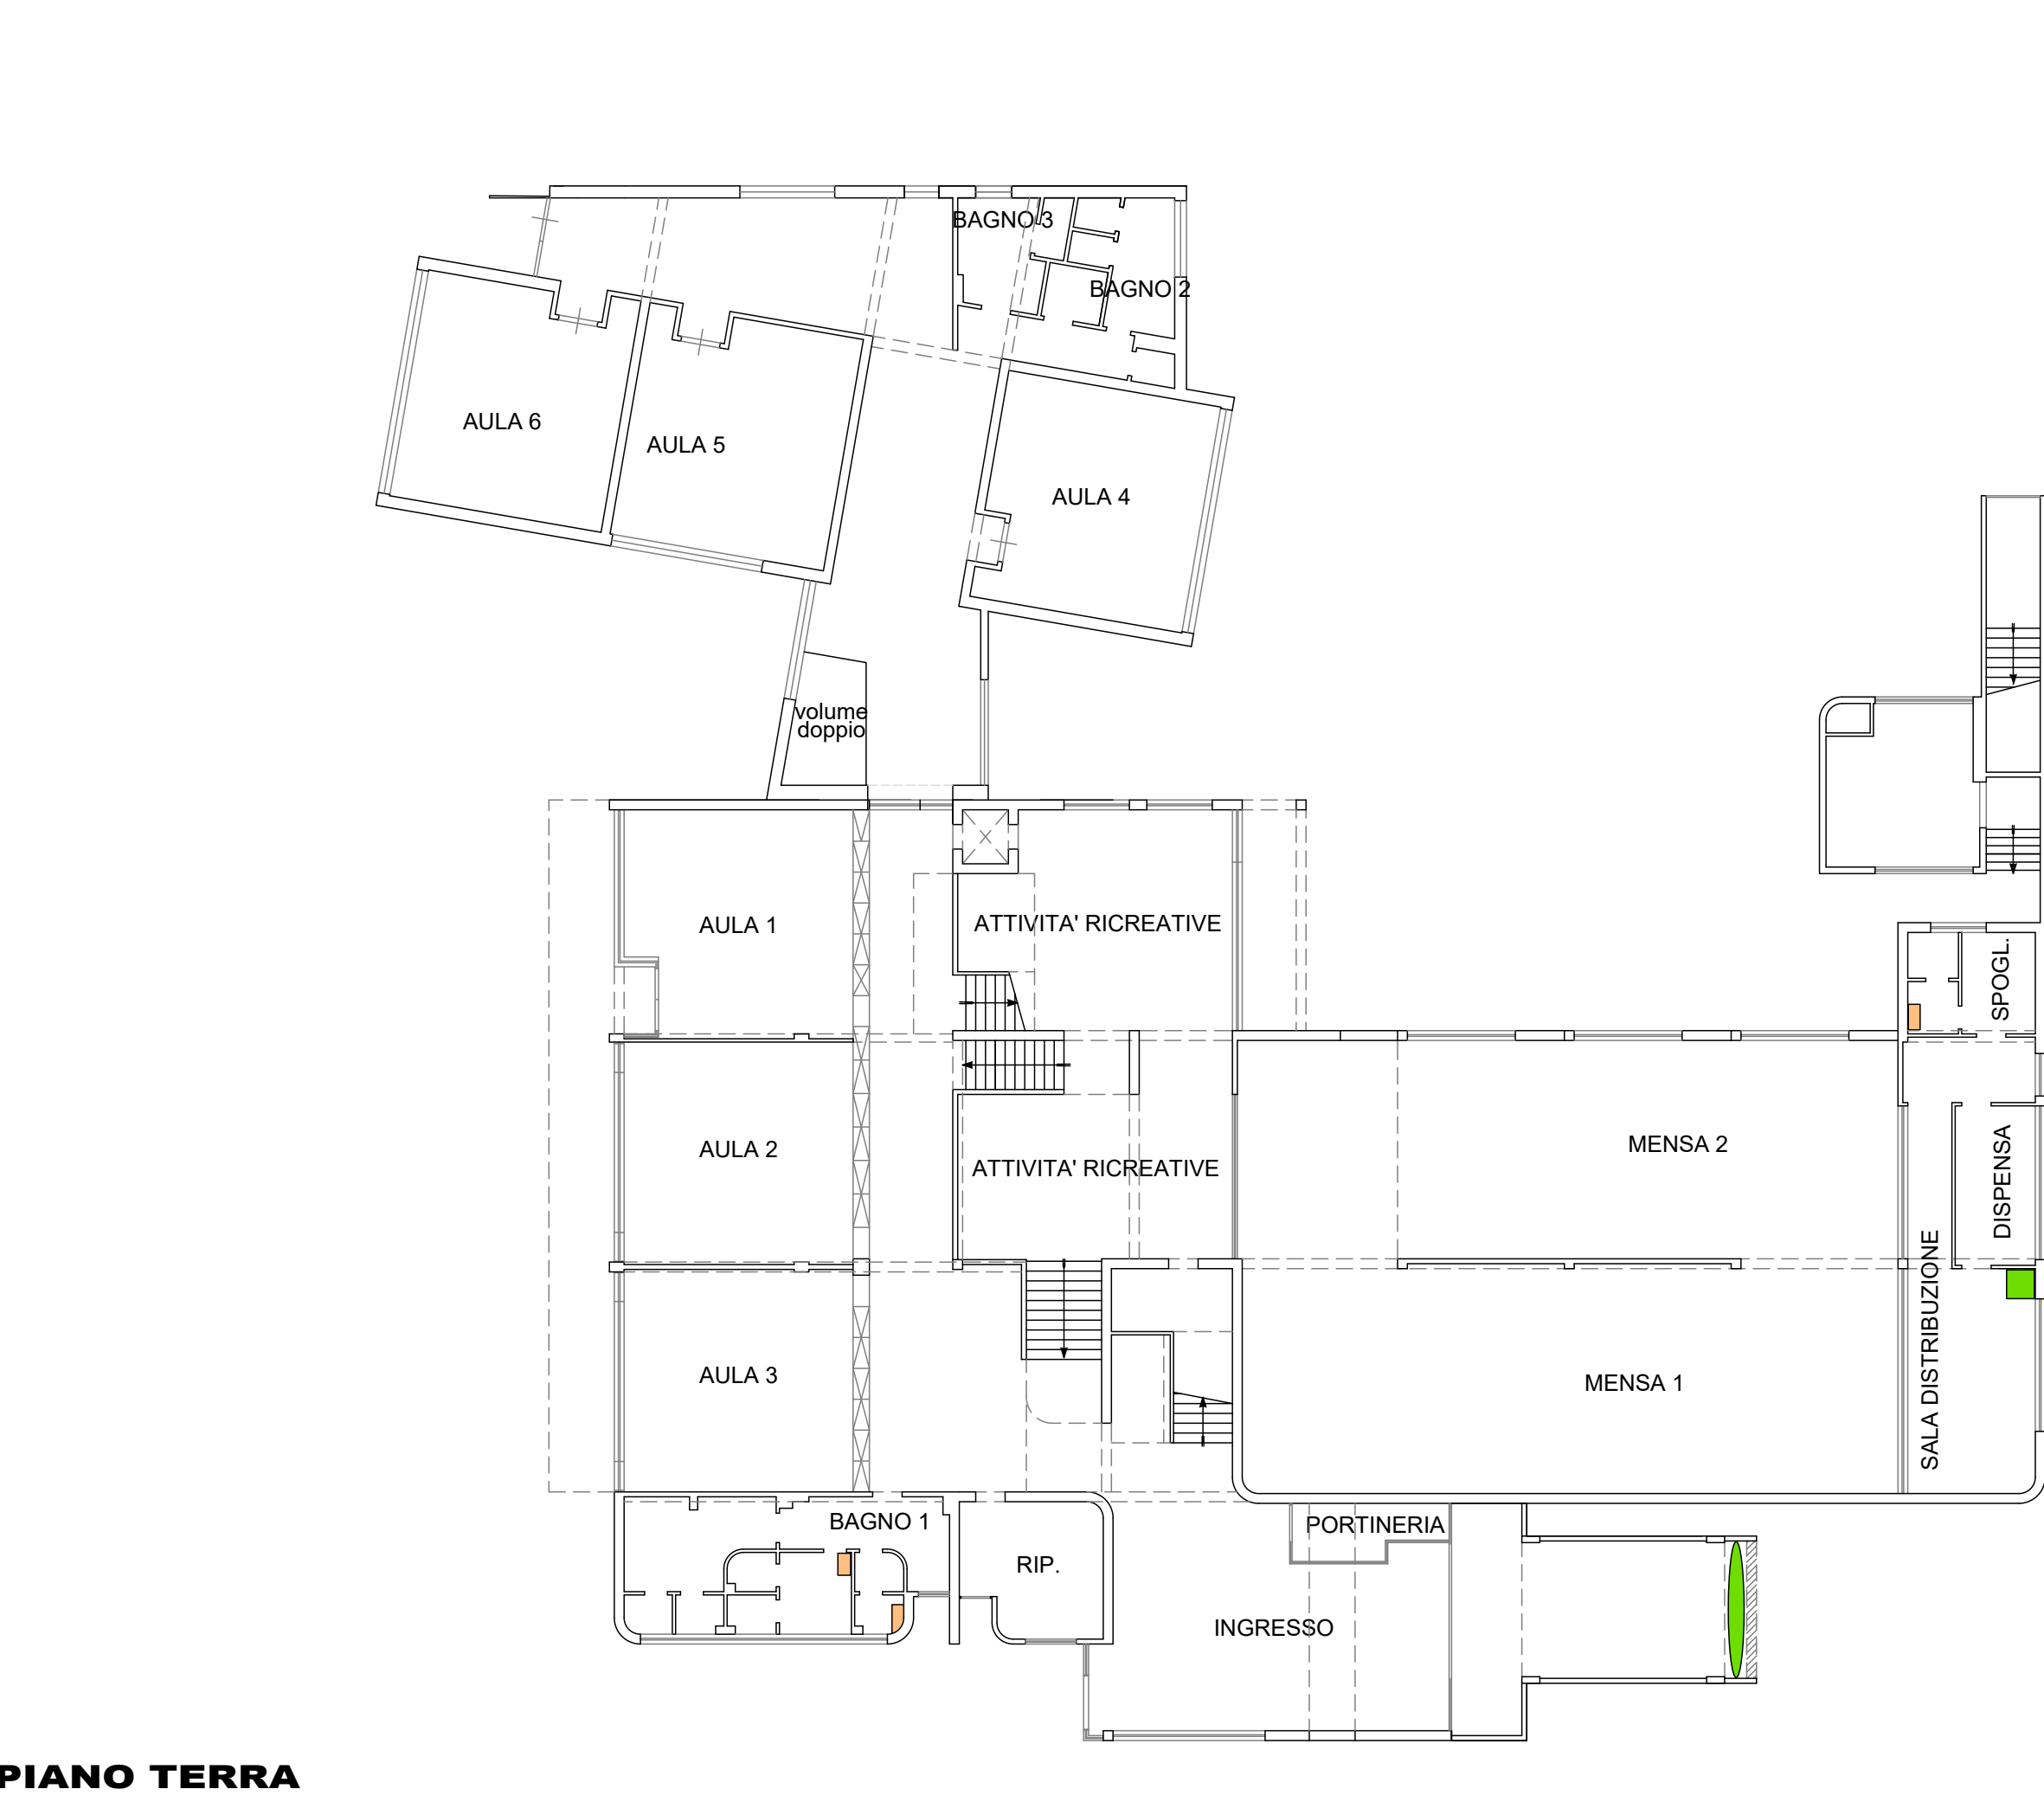 BAGNO 3
BAGNO 2
AULA 6
AULA 5
AULA 4
volume
doppio
AULA 1
ATTIVITA' RICREATIVE
SPOGL.
AULA 2
ATTIVITA' RICREATIVE
MENSA 2
DISPENSA
AULA 3
MENSA 1
SALA DISTRIBUZIONE
BAGNO 1
PORTINERIA
RIP.
INGRESSO
PIANO TERRA